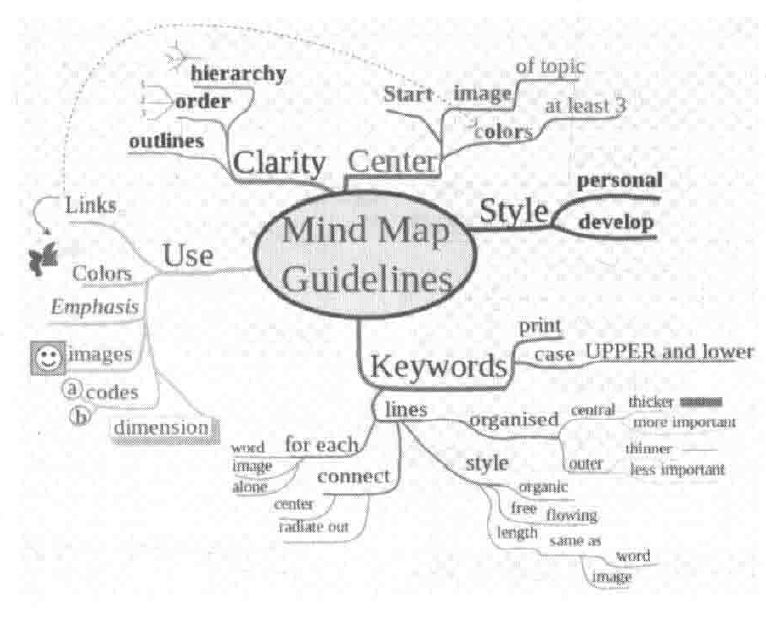 Mind Map
Guidelines
Clarity
hierarchy
order
outlines
Center
Start
image
of topic
colors
at least 3
Style
personal
develop
Use
Links
Colors
Emphasis
images
a codes
b
dimension
Keywords
print
case
UPPER and lower
lines
organised
central
thicker
more important
outer
thinner
less important
style
organic
free flowing
length same as
word
image
for each
word
image
alone
connect
center
radiate out